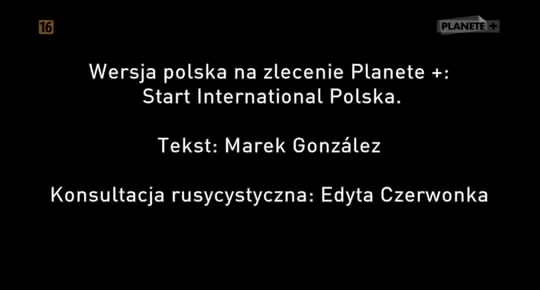 16
PLANETE +
Wersja polska na zlecenie Planete +:
Start International Polska.
Tekst: Marek González
Konsultacja rusycystyczna: Edyta Czerwonka